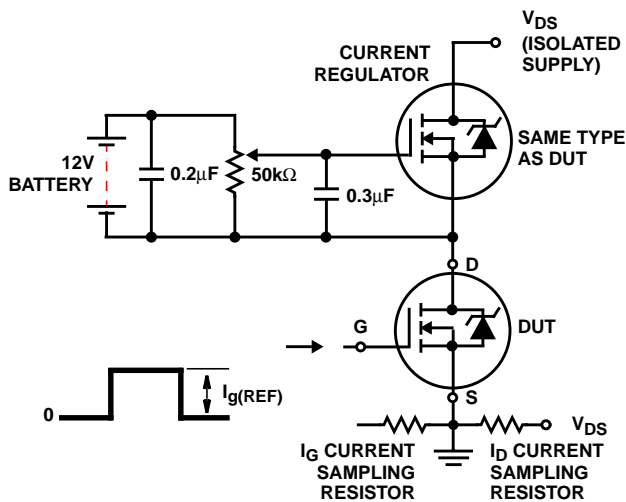 V_DS
(ISOLATED
SUPPLY)
CURRENT
REGULATOR
SAME TYPE
AS DUT
12V
BATTERY
0.2µF
50kΩ
0.3µF
D
G
DUT
S
I_g(REF)
0
V_DS
I_G CURRENT
SAMPLING
RESISTOR
I_D CURRENT
SAMPLING
RESISTOR